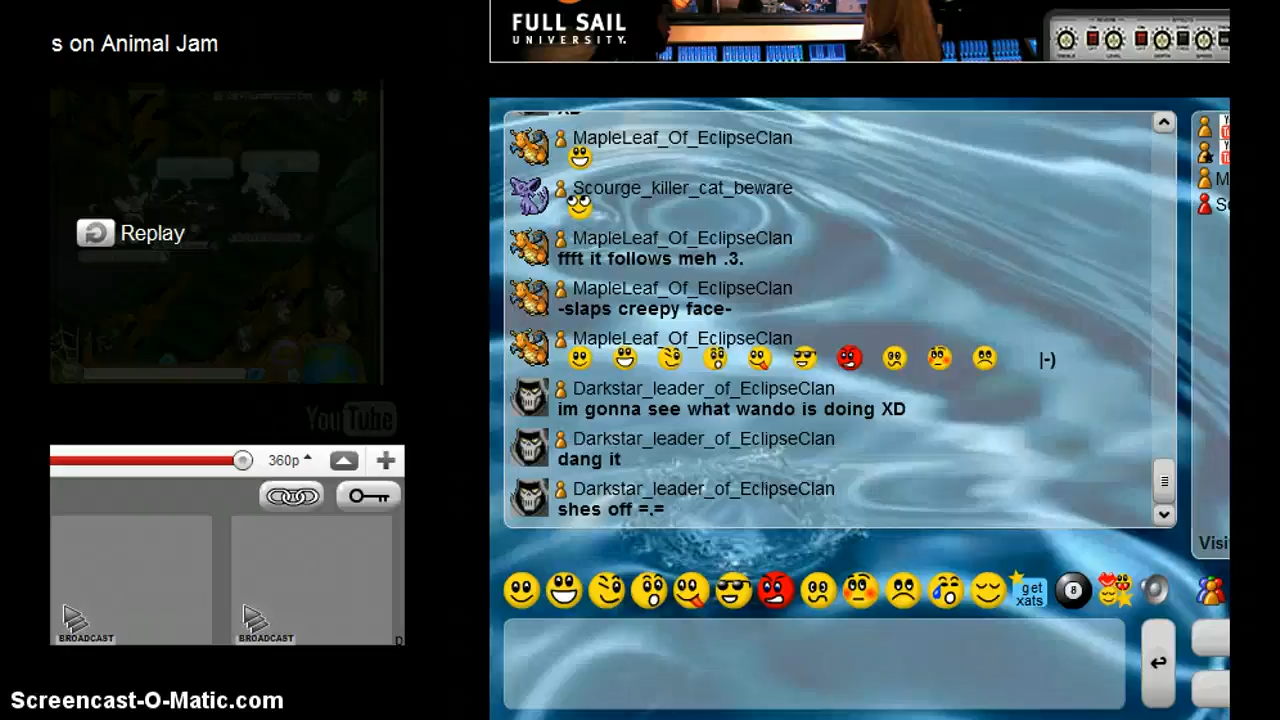 s on Animal Jam
FULL SAIL
UNIVERSITY.
XD
MapleLeaf_Of_EclipseClan
Scourge_killer_cat_beware
MapleLeaf_Of_EclipseClan
ffft it follows meh .3.
MapleLeaf_Of_EclipseClan
-slaps creepy face-
MapleLeaf_Of_EclipseClan
|-)
Darkstar_leader_of_EclipseClan
im gonna see what wando is doing XD
Darkstar_leader_of_EclipseClan
dang it
Darkstar_leader_of_EclipseClan
shes off =.=
Replay
YouTube
360p
BROADCAST
BROADCAST
p
M
Sc
Visi
get
xats
8
Screencast-O-Matic.com